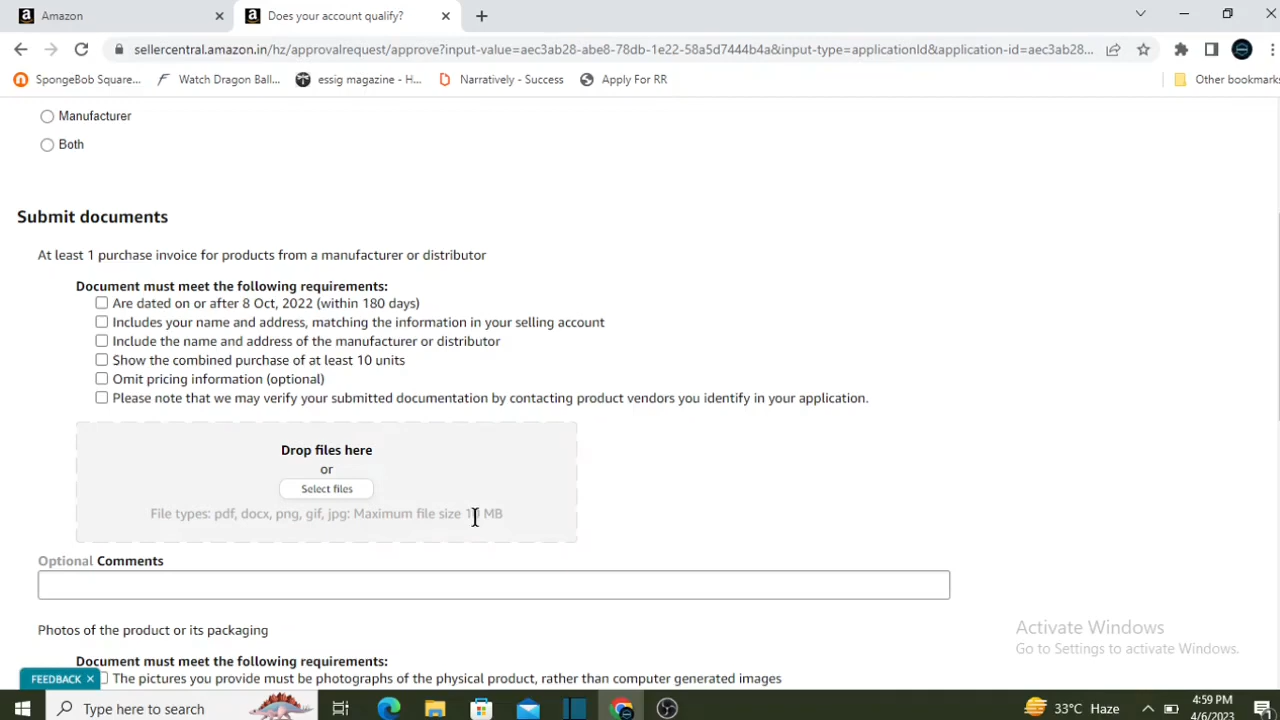 Amazon
Does your account qualify?
sellercentral.amazon.in/hz/approvalrequest/approve?input-value=aec3ab28-abe8-78db-1e22-58a5d7444b4a&input-type=applicationId&application-id=aec3ab28...
SpongeBob Square... Watch Dragon Ball... essig magazine - H... Narratively - Success Apply For RR Other bookmarks
Manufacturer
Both
Submit documents
At least 1 purchase invoice for products from a manufacturer or distributor
Document must meet the following requirements:
Are dated on or after 8 Oct, 2022 (within 180 days)
Includes your name and address, matching the information in your selling account
Include the name and address of the manufacturer or distributor
Show the combined purchase of at least 10 units
Omit pricing information (optional)
Please note that we may verify your submitted documentation by contacting product vendors you identify in your application.
Drop files here
or
Select files
File types: pdf, docx, png, gif, jpg: Maximum file size 10 MB
Optional Comments
Photos of the product or its packaging
Activate Windows
Go to Settings to activate Windows.
Document must meet the following requirements:
FEEDBACK
The pictures you provide must be photographs of the physical product, rather than computer generated images
Type here to search
33°C Haze
4:59 PM
4/6/2023